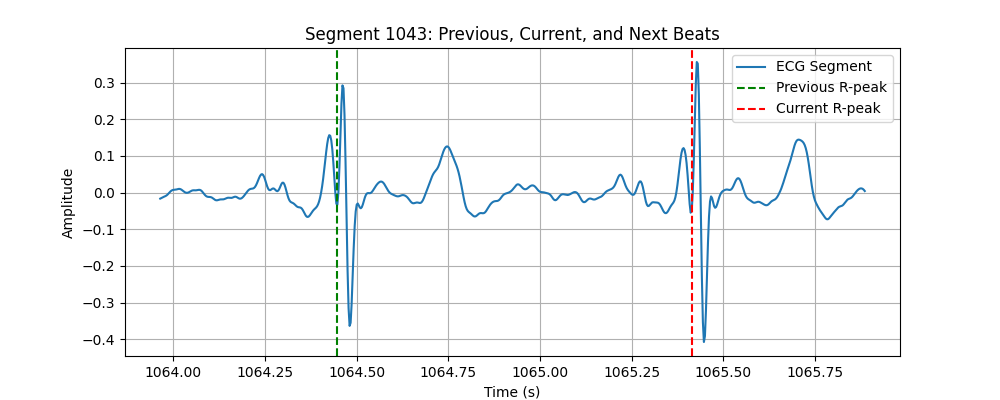 Segment 1043: Previous, Current, and Next Beats
ECG Segment
Previous R-peak
Current R-peak
Amplitude
0.3
0.2
0.1
0.0
−0.1
−0.2
−0.3
−0.4
1064.00 1064.25 1064.50 1064.75 1065.00 1065.25 1065.50 1065.75
Time (s)